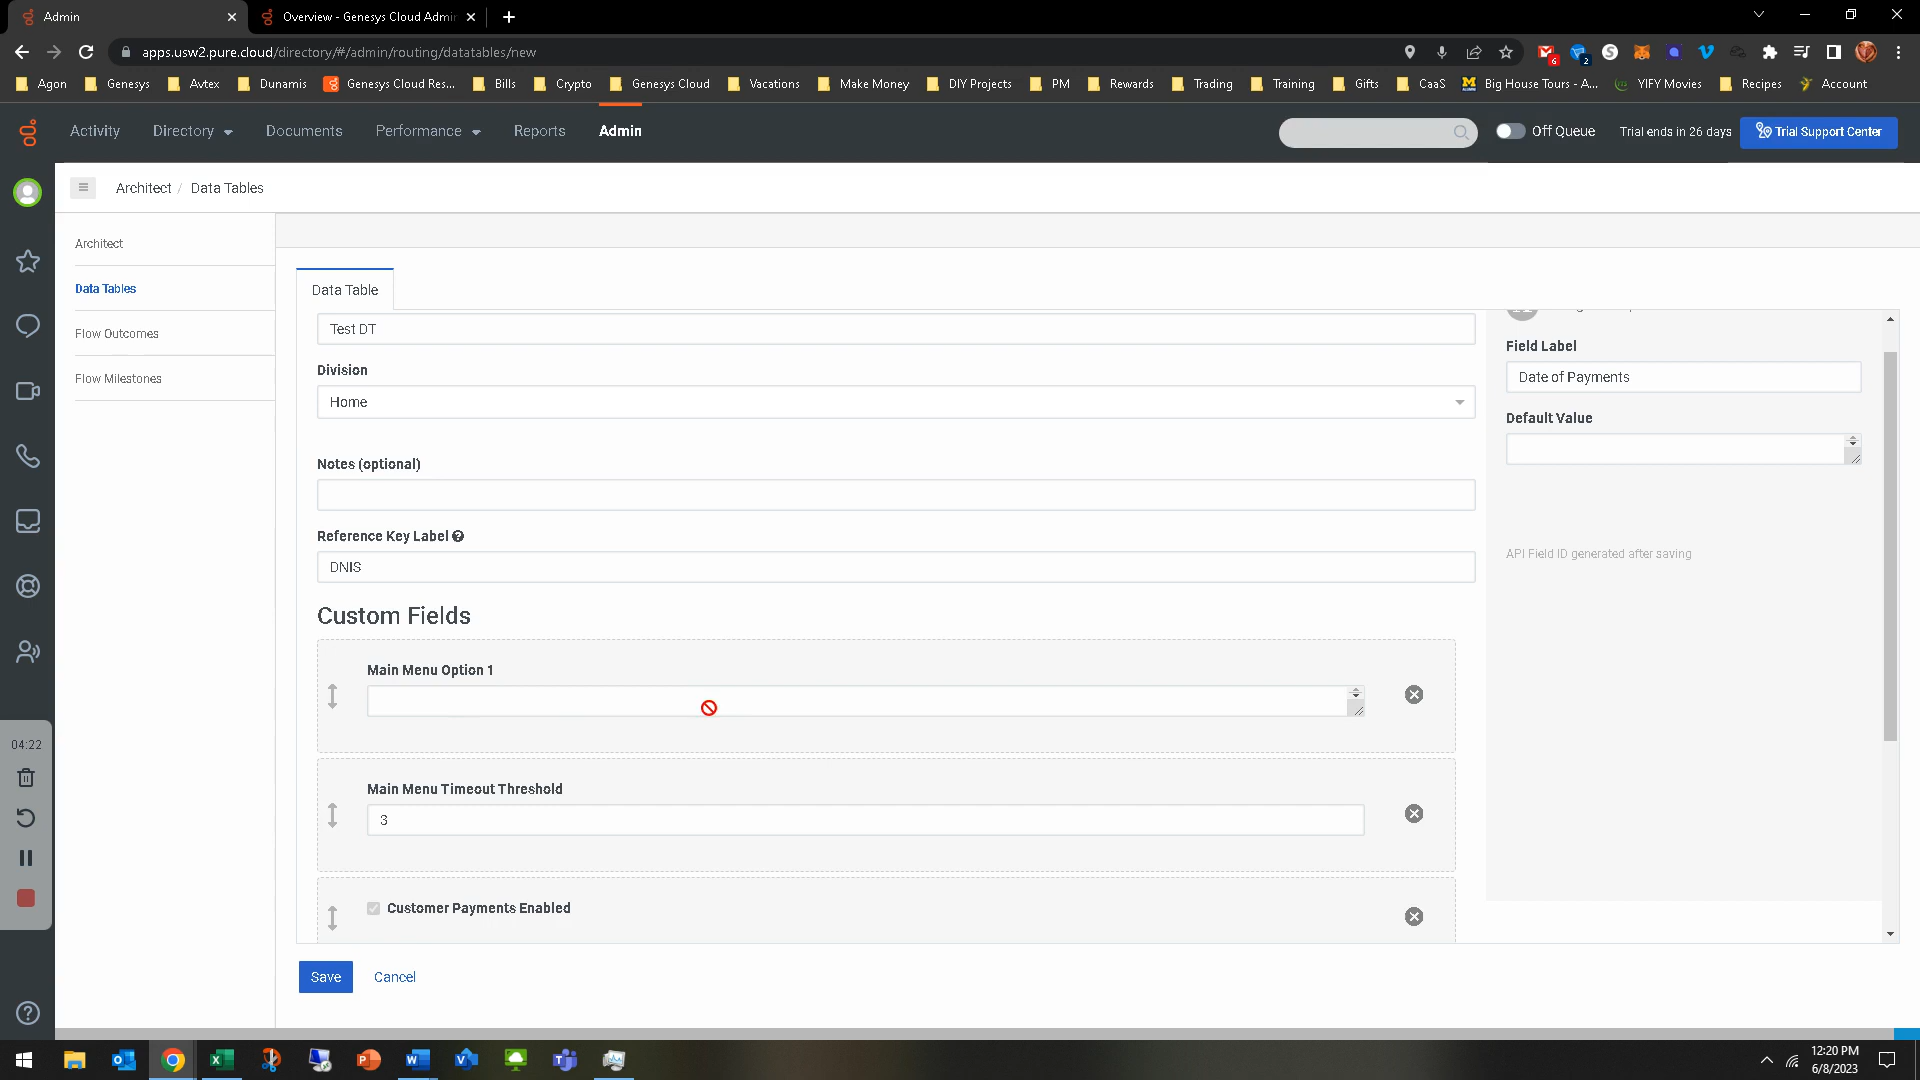 Admin
Overview - Genesys Cloud Admin
apps.usw2.pure.cloud/directory/#/admin/routing/datatables/new
6
2
Agon
Genesys
Avtex
Dunamis
Genesys Cloud Res...
Bills
Crypto
Genesys Cloud
Vacations
Make Money
DIY Projects
PM
Rewards
Trading
Training
Gifts
CaaS
Big House Tours - A...
YIFY Movies
Recipes
Account
Activity
Directory
Documents
Performance
Reports
Admin
Off Queue
Trial ends in 26 days
Trial Support Center
Architect / Data Tables
Architect
Data Tables
Flow Outcomes
Flow Milestones
Data Table
Test DT
Division
Home
Notes (optional)
Reference Key Label
DNIS
Custom Fields
Main Menu Option 1
Main Menu Timeout Threshold
3
Customer Payments Enabled
Field Label
Date of Payments
Default Value
API Field ID generated after saving
Save
Cancel
04:22
12:20 PM
6/8/2023